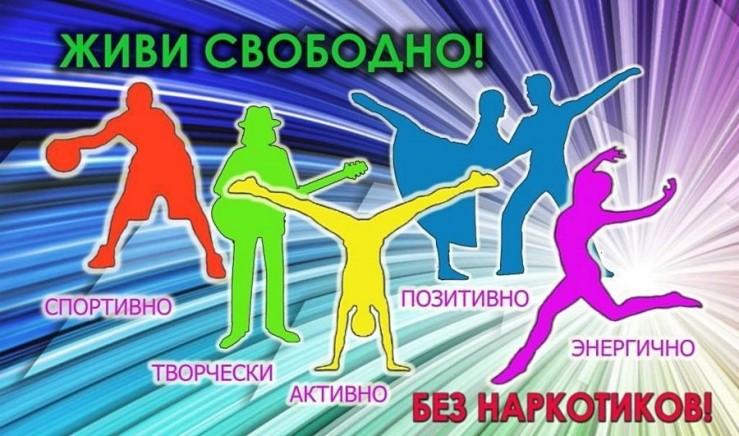 ЖИВИ СВОБОДНО!
СПОРТИВНО
ТВОРЧЕСКИ
АКТИВНО
ПОЗИТИВНО
ЭНЕРГИЧНО
БЕЗ НАРКОТИКОВ!